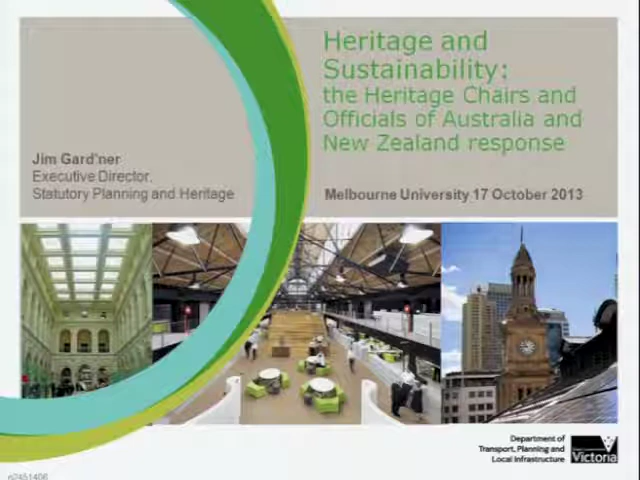 Heritage and
Sustainability:
the Heritage Chairs and
Officials of Australia and
New Zealand response
Jim Gard'ner
Executive Director,
Statutory Planning and Heritage
Melbourne University 17 October 2013
Department of
Transport, Planning and
Local Infrastructure
Victoria